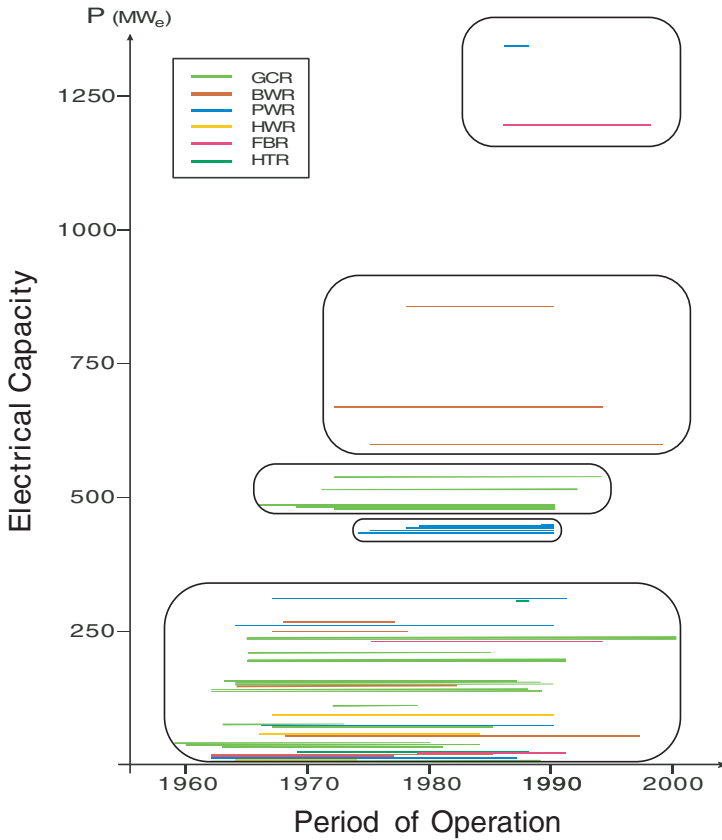 P (MWe)
GCR
BWR
PWR
HWR
FBR
HTR
1250
1000
750
500
250
Electrical Capacity
1960 1970 1980 1990 2000
Period of Operation